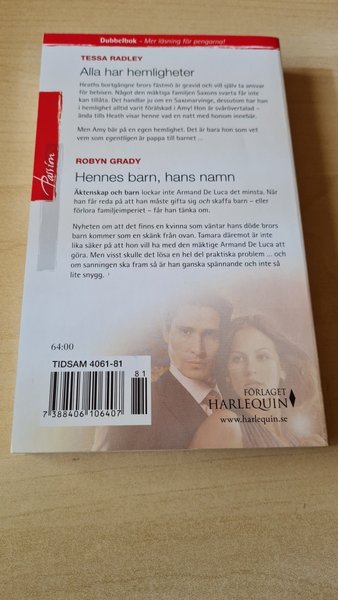 Dubbelbok - Mer läsning för pengarna!
TESSA RADLEY
Alla har hemligheter
Heaths bortgångne brors fästmö är gravid och vill själv ta ansvar
för bebisen. Något den mäktiga familjen Saxons svarta får inte
kan tillåta. Det handlar ju om en Saxonarvinge, dessutom har han
i hemlighet alltid varit förälskad i Amy! Hon är svårövertalad –
ända tills Heath visar henne vad en natt med honom innebär.
Men Amy bär på en egen hemlighet. Det är bara hon som vet
vem som egentligen är pappa till barnet ...
Passion
ROBYN GRADY
Hennes barn, hans namn
Äktenskap och barn lockar inte Armand De Luca det minsta. När
han får reda på att han måste gifta sig och skaffa barn – eller
förlora familjeimperiet – får han tänka om.
Nyheten om att det finns en kvinna som väntar hans döde brors
barn kommer som en skänk från ovan. Tamara däremot är inte
lika säker på att hon vill ha med den mäktige Armand De Luca att
göra. Men visst skulle det lösa en hel del praktiska problem ... och
om sanningen ska fram så är han ganska spännande och inte så
lite snygg.
64:00
TIDSAM 4061-81
81
7 388406 106407
FÖRLAGET
HARLEQUIN
www.harlequin.se